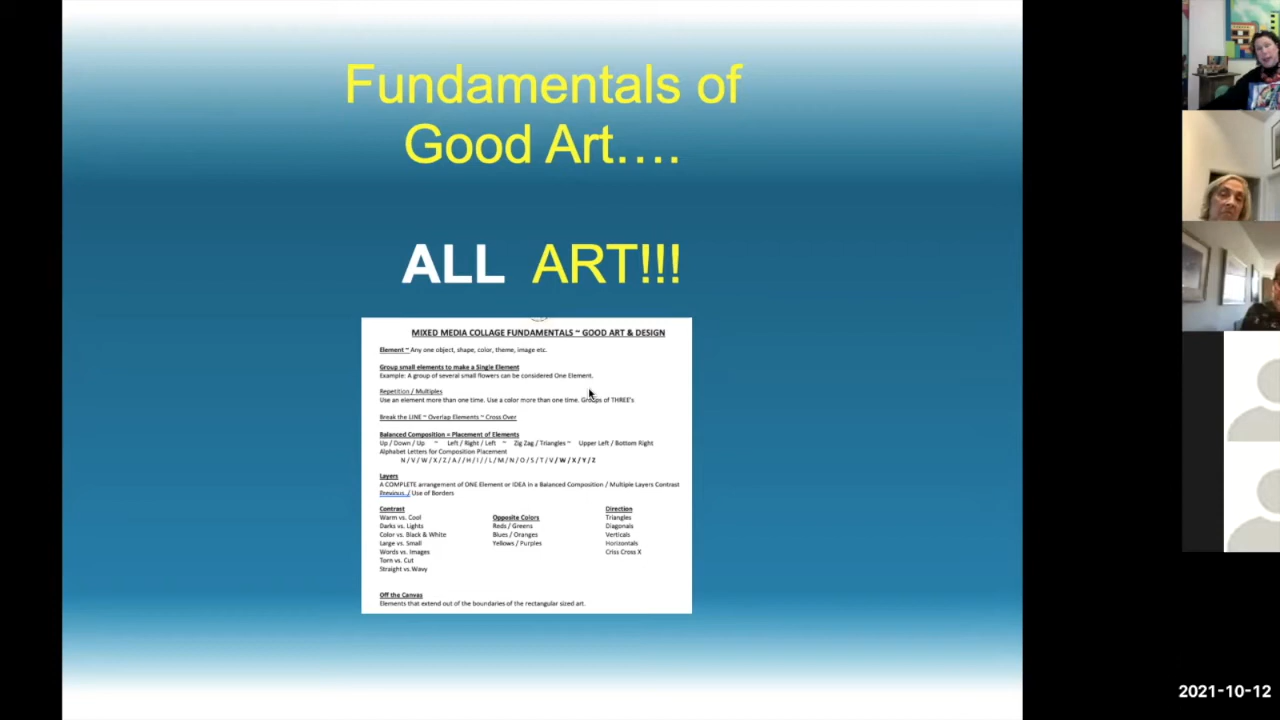 Fundamentals of
Good Art....
ALL ART!!!
MIXED MEDIA COLLAGE FUNDAMENTALS ~ GOOD ART & DESIGN
Element ~ Any one object, shape, color, theme, image etc.
Group small elements to make a Single Element
Example: A group of several small flowers can be considered One Element.
Repetition / Multiples
Use an element more than one time. Use a color more than one time. Groups of THREE's
Break the LINE ~ Overlap Elements ~ Cross Over
Balanced Composition = Placement of Elements
Up / Down / Up ~ Left / Right / Left ~ Zig Zag / Triangles ~ Upper Left / Bottom Right
Alphabet Letters for Composition Placement
N / V / W / X / Z / A / / H / I / / L / M / N / O / S / T / V / W / X / Y / Z
Layers
A COMPLETE arrangement of ONE Element or IDEA in a Balanced Composition / Multiple Layers Contrast
Previous / Use of Borders
Contrast
Warm vs. Cool
Darks vs. Lights
Color vs. Black & White
Large vs. Small
Words vs. Images
Torn vs. Cut
Straight vs. Wavy
Opposite Colors
Reds / Greens
Blues / Oranges
Yellows / Purples
Direction
Triangles
Diagonals
Verticals
Horizontals
Criss Cross X
Off the Canvas
Elements that extend out of the boundaries of the rectangular sized art.
2021-10-12